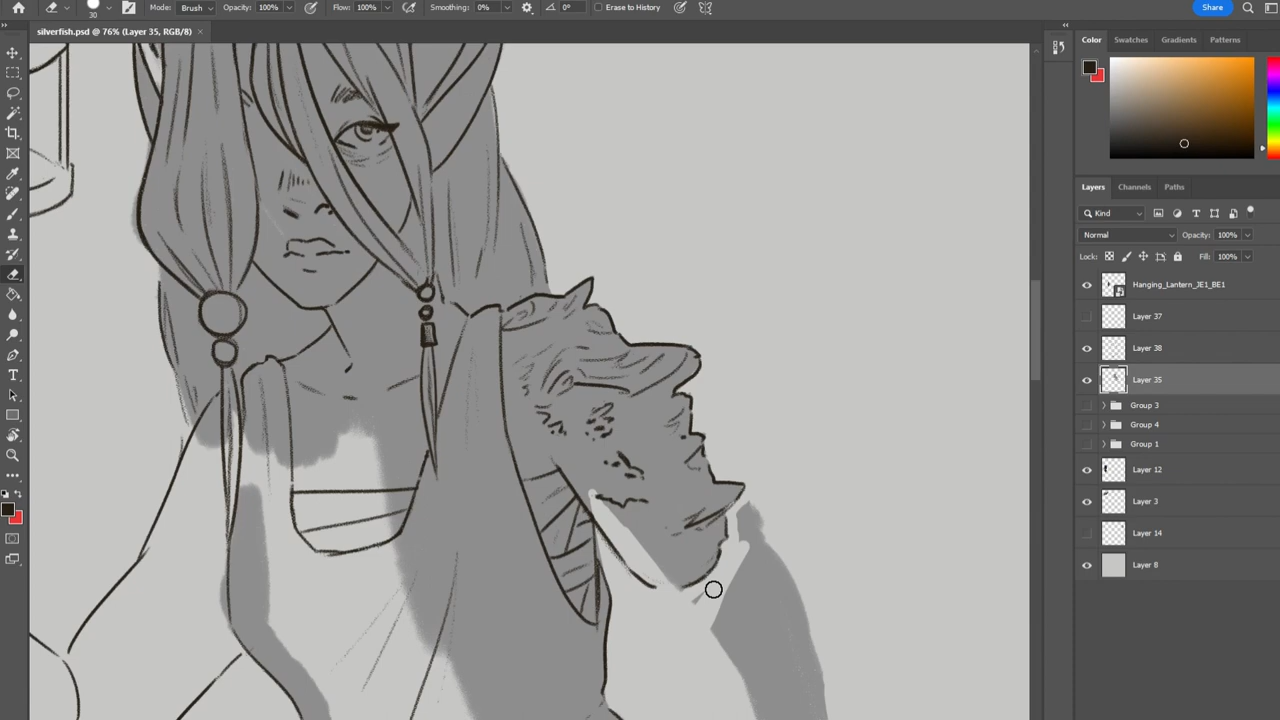 Mode: Brush Opacity: 100% Flow: 100% Smoothing: 0% 0° Erase to History Share
30
silverfish.psd @ 76% (Layer 35, RGB/8) ×
Color Swatches Gradients Patterns
Layers Channels Paths
Kind
Normal Opacity: 100%
Lock: Fill: 100%
Hanging_Lantern_JE1_BE1
Layer 37
Layer 38
Layer 35
Group 3
Group 4
Group 1
Layer 12
Layer 3
Layer 14
Layer 8